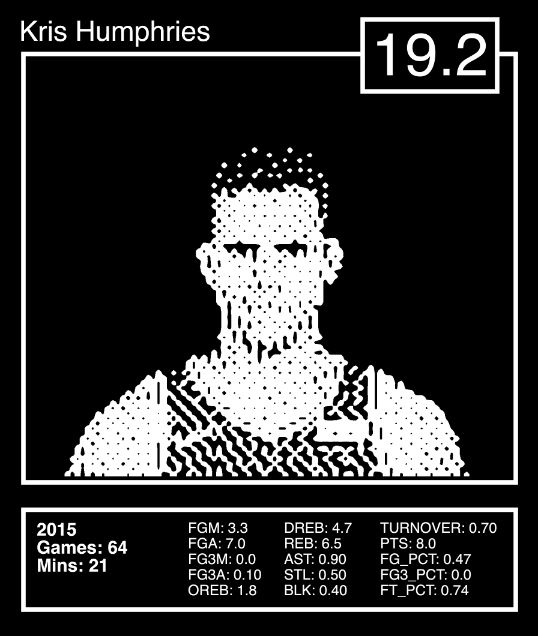 Kris Humphries
19.2
2015
Games: 64
Mins: 21
FGM: 3.3
FGA: 7.0
FG3M: 0.0
FG3A: 0.10
OREB: 1.8
DREB: 4.7
REB: 6.5
AST: 0.90
STL: 0.50
BLK: 0.40
TURNOVER: 0.70
PTS: 8.0
FG_PCT: 0.47
FG3_PCT: 0.0
FT_PCT: 0.74